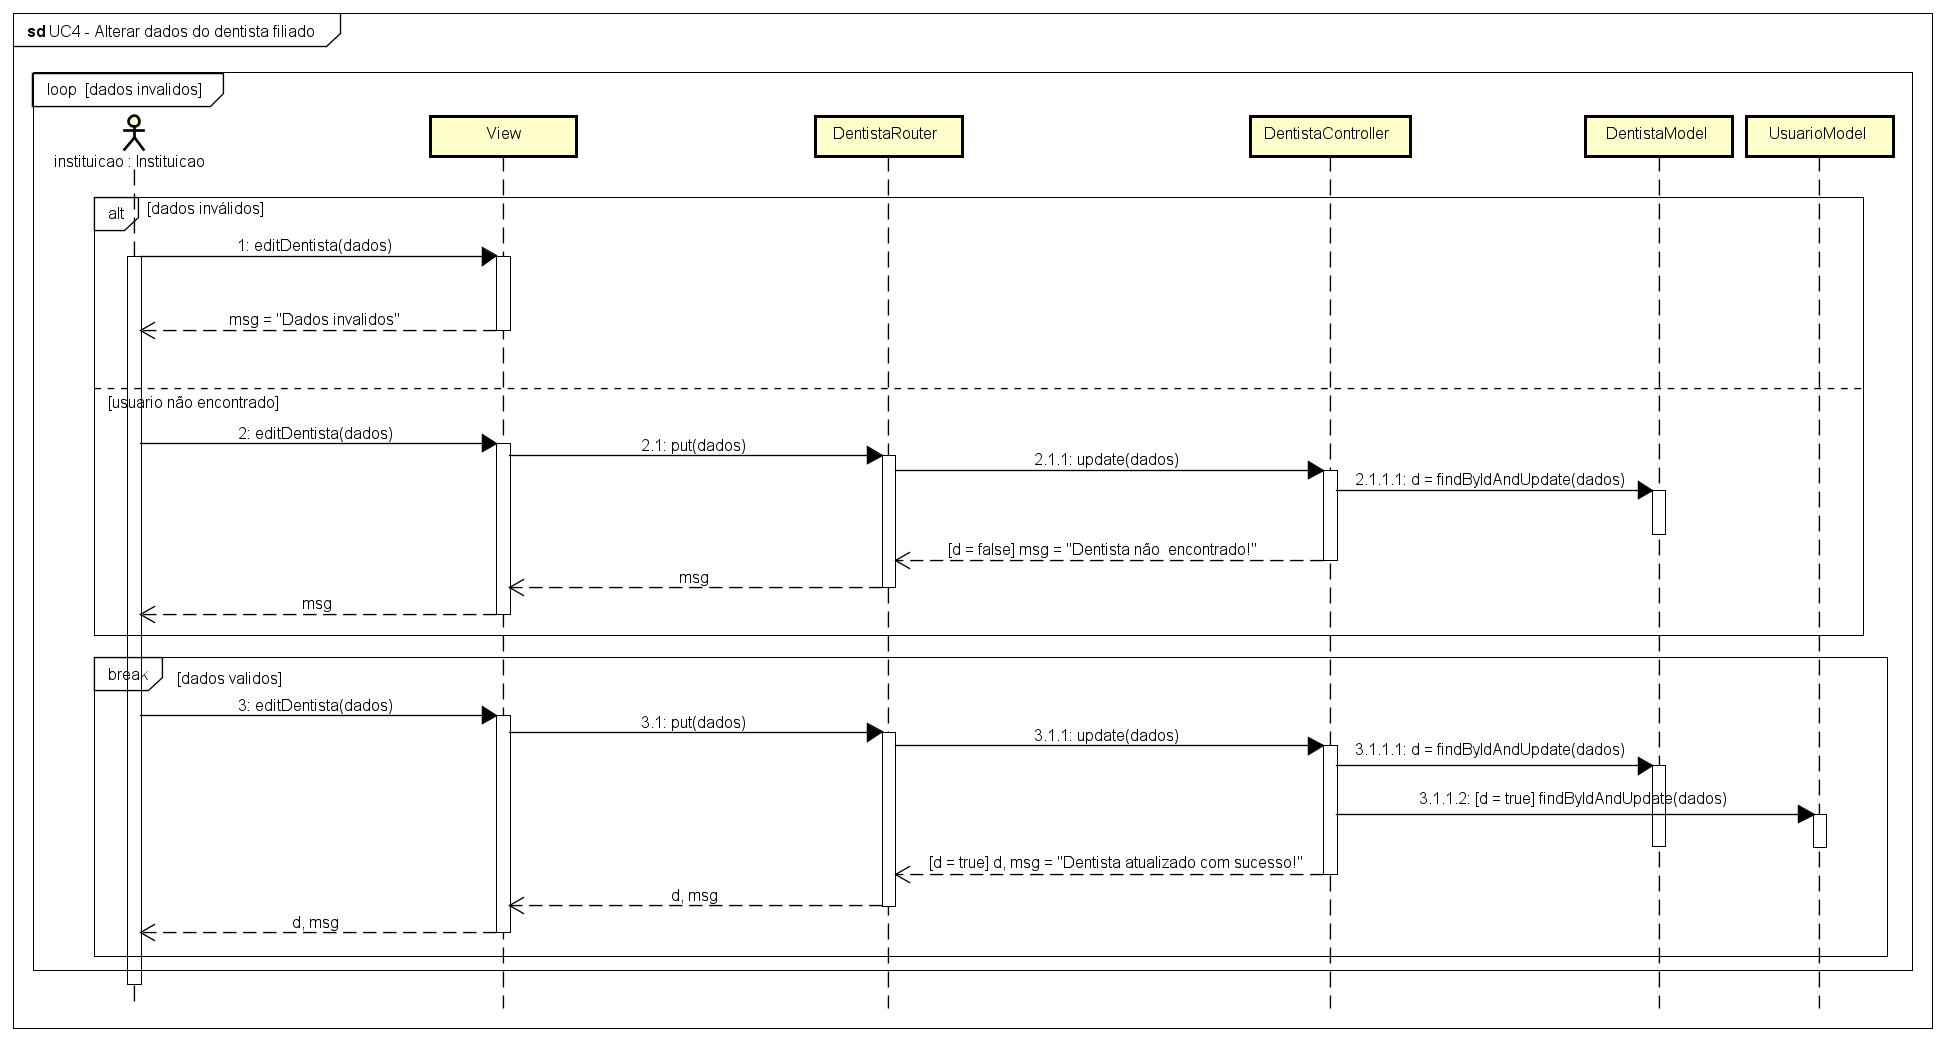 sd UC4 - Alterar dados do dentista filiado
loop [dados invalidos]
instituicao : Instituicao
View
DentistaRouter
DentistaController
DentistaModel
UsuarioModel
alt
[dados inválidos]
1: editDentista(dados)
msg = "Dados invalidos"
[usuario não encontrado]
2: editDentista(dados)
2.1: put(dados)
2.1.1: update(dados)
2.1.1.1: d = findByIdAndUpdate(dados)
[d = false] msg = "Dentista não  encontrado!"
msg
msg
break
[dados validos]
3: editDentista(dados)
3.1: put(dados)
3.1.1: update(dados)
3.1.1.1: d = findByIdAndUpdate(dados)
3.1.1.2: [d = true] findByIdAndUpdate(dados)
[d = true] d, msg = "Dentista atualizado com sucesso!"
d, msg
d, msg